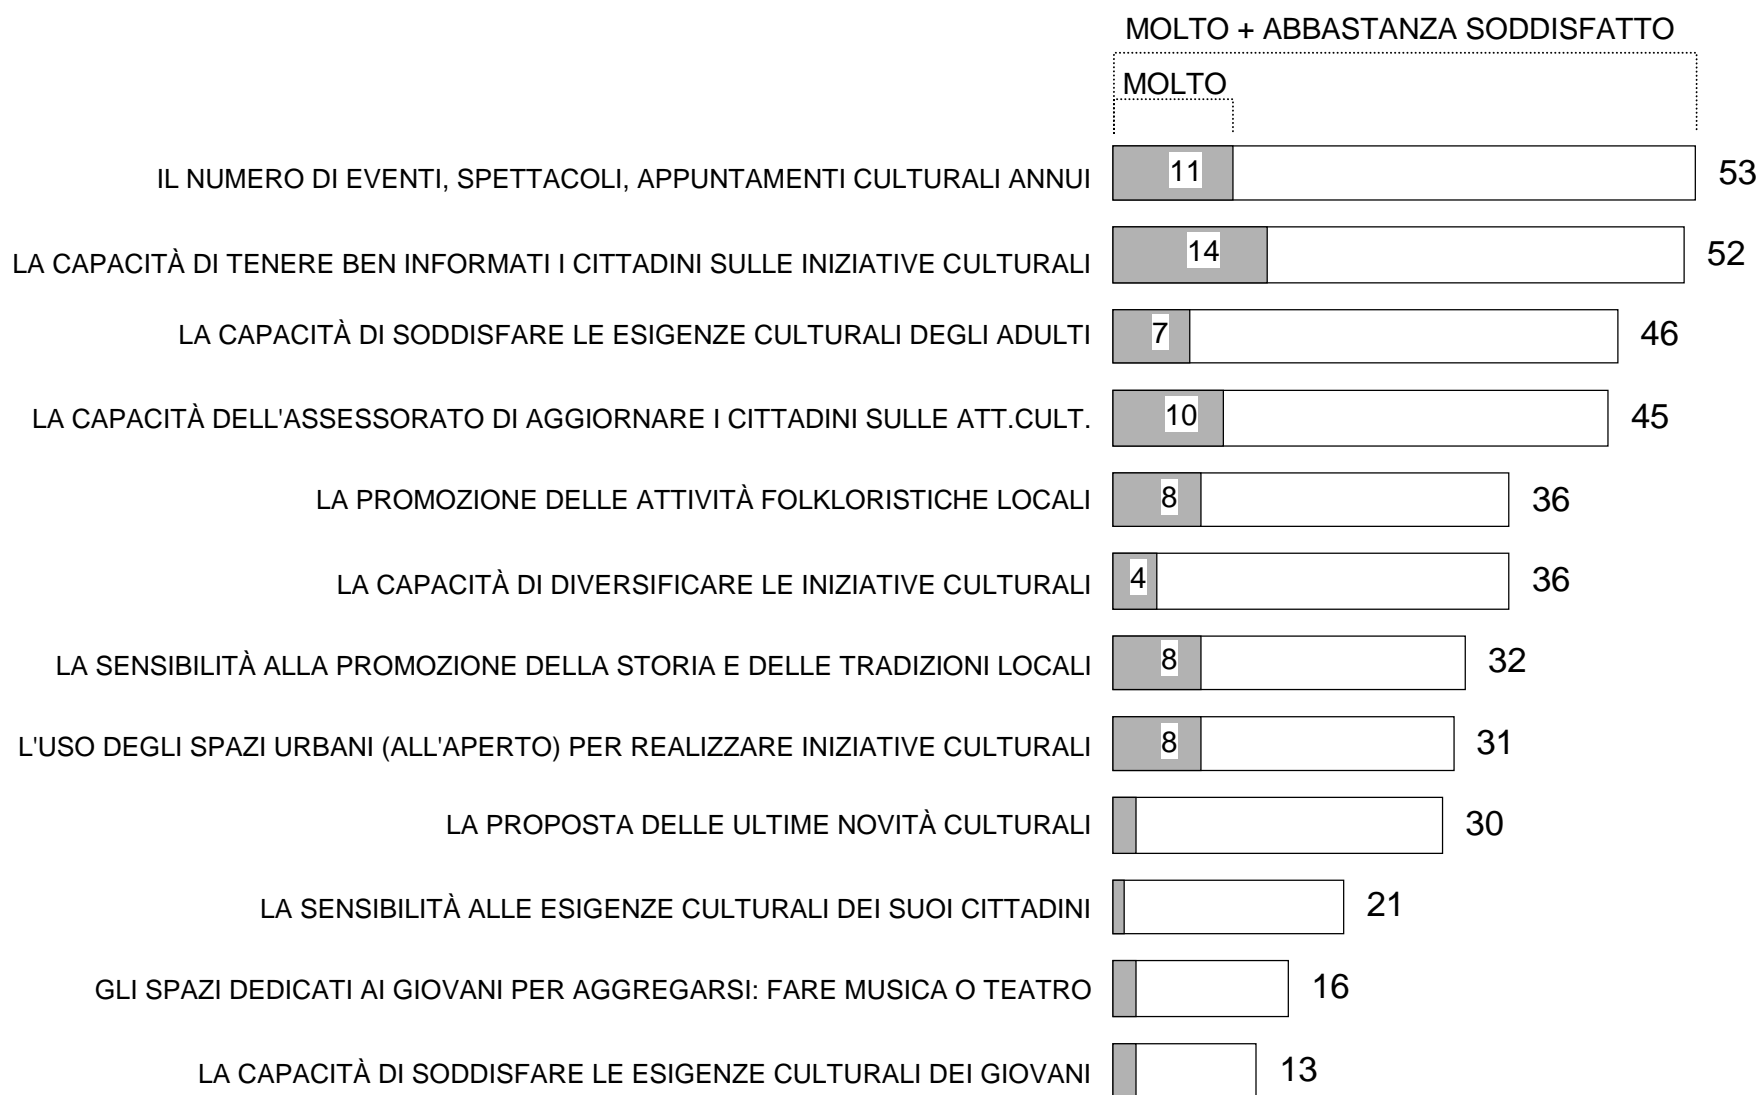 MOLTO + ABBASTANZA SODDISFATTO
MOLTO
IL NUMERO DI EVENTI, SPETTACOLI, APPUNTAMENTI CULTURALI ANNUI 11 53
LA CAPACITÀ DI TENERE BEN INFORMATI I CITTADINI SULLE INIZIATIVE CULTURALI 14 52
LA CAPACITÀ DI SODDISFARE LE ESIGENZE CULTURALI DEGLI ADULTI 7 46
LA CAPACITÀ DELL'ASSESSORATO DI AGGIORNARE I CITTADINI SULLE ATT.CULT. 10 45
LA PROMOZIONE DELLE ATTIVITÀ FOLKLORISTICHE LOCALI 8 36
LA CAPACITÀ DI DIVERSIFICARE LE INIZIATIVE CULTURALI 4 36
LA SENSIBILITÀ ALLA PROMOZIONE DELLA STORIA E DELLE TRADIZIONI LOCALI 8 32
L'USO DEGLI SPAZI URBANI (ALL'APERTO) PER REALIZZARE INIZIATIVE CULTURALI 8 31
LA PROPOSTA DELLE ULTIME NOVITÀ CULTURALI 30
LA SENSIBILITÀ ALLE ESIGENZE CULTURALI DEI SUOI CITTADINI 21
GLI SPAZI DEDICATI AI GIOVANI PER AGGREGARSI: FARE MUSICA O TEATRO 16
LA CAPACITÀ DI SODDISFARE LE ESIGENZE CULTURALI DEI GIOVANI 13